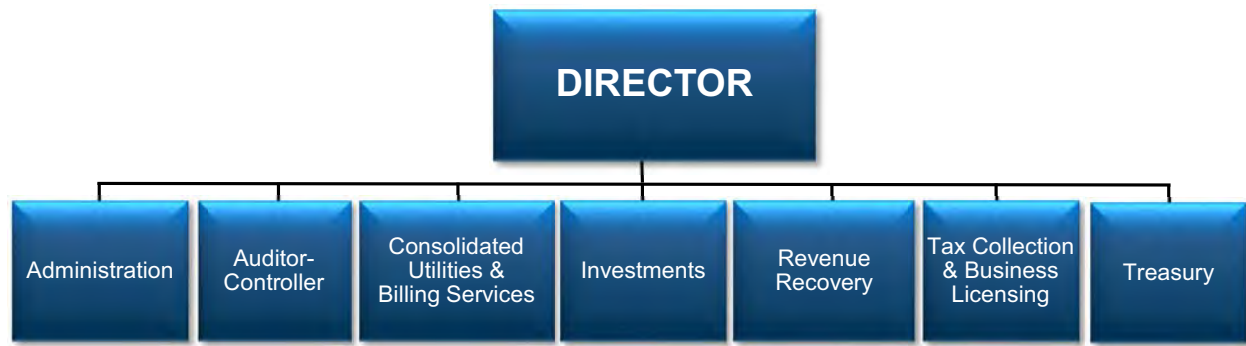 DIRECTOR
Administration
Auditor-
Controller
Consolidated
Utilities &
Billing Services
Investments
Revenue
Recovery
Tax Collection
& Business
Licensing
Treasury